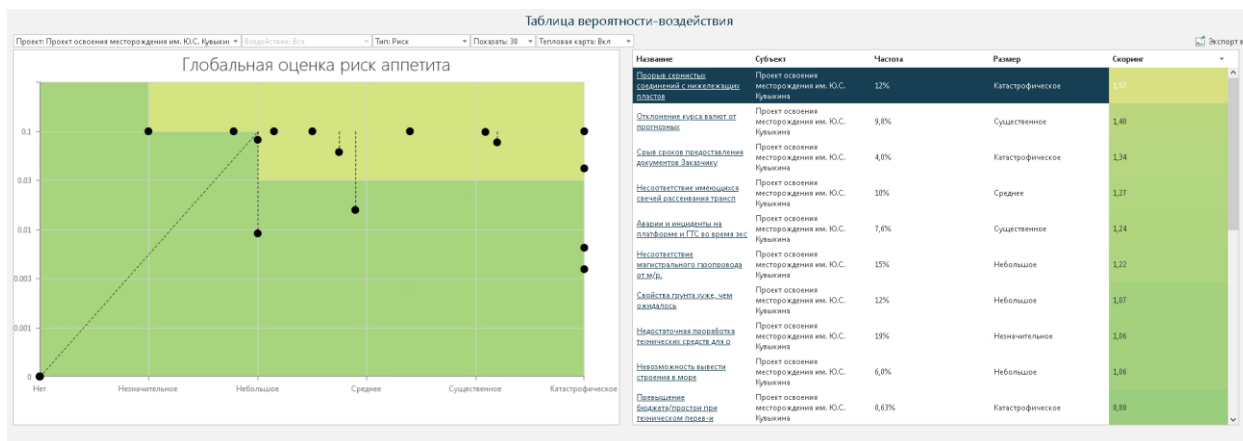 Таблица вероятности-воздействия
Проект: Проект освоения месторождения им. Ю.С. Кувыкин
Воздействие: Все
Тип: Риск
Показать: 30
Тепловая карта: Вкл
Экспорт в
Глобальная оценка риск аппетита
0.1
0.03
0.01
0.003
0.001
0
Нет
Незначительное
Небольшое
Среднее
Существенное
Катастрофическое
Название Субъект Частота Размер Скоринг
Прорыв сернистых
соединений с нижележащих
пластов
Проект освоения
месторождения им. Ю.С.
Кувыкина
12%
Катастрофическое
Отклонение курса валют от
прогнозных
Проект освоения
месторождения им. Ю.С.
Кувыкина
9,8%
Существенное
1,40
Срыв сроков предоставления
документов Заказчику
Проект освоения
месторождения им. Ю.С.
Кувыкина
4,0%
Катастрофическое
1,34
Несоответствие имеющихся
свечей рассеивания трансп
Проект освоения
месторождения им. Ю.С.
Кувыкина
10%
Среднее
1,27
Аварии и инциденты на
платформе и ГТС во время экс
Проект освоения
месторождения им. Ю.С.
Кувыкина
7,6%
Существенное
1,24
Несоответствие
магистрального газопровода
от м/р.
Проект освоения
месторождения им. Ю.С.
Кувыкина
15%
Небольшое
1,22
Свойства грунта хуже, чем
ожидалось
Проект освоения
месторождения им. Ю.С.
Кувыкина
12%
Небольшое
1,07
Недостаточная проработка
технических средств для о
Проект освоения
месторождения им. Ю.С.
Кувыкина
19%
Незначительное
1,06
Невозможность вывести
строения в море
Проект освоения
месторождения им. Ю.С.
Кувыкина
6,0%
Небольшое
1,06
Превышение
бюджета/простои при
техническом перев-и
Проект освоения
месторождения им. Ю.С.
Кувыкина
0,63%
Катастрофическое
0,88